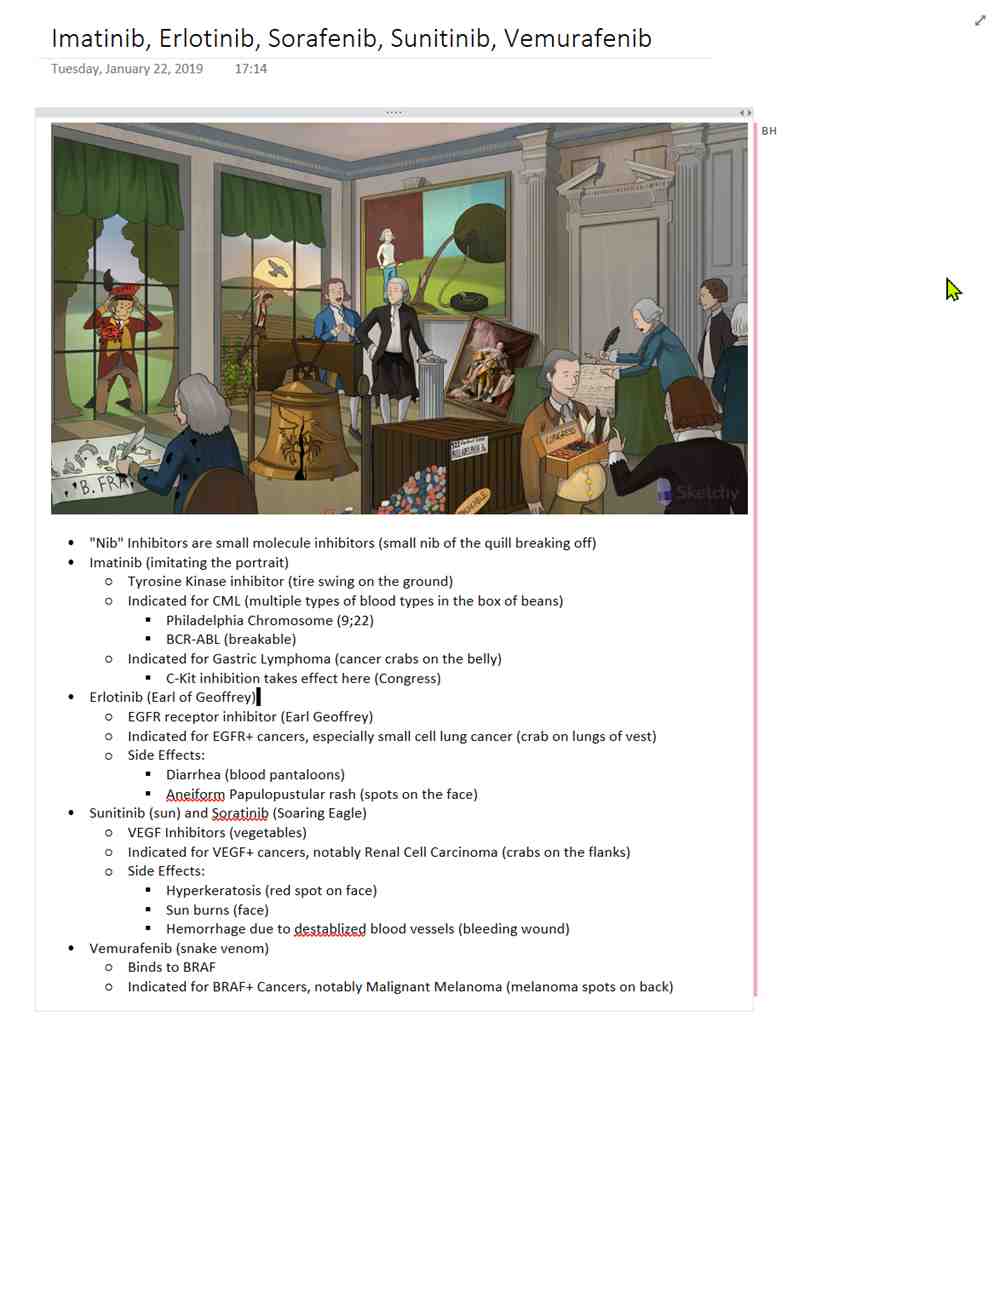 Imatinib, Erlotinib, Sorafenib, Sunitinib, Vemurafenib
Tuesday, January 22, 2019 17:14
BH
CONGRESS
PHILADELPHIA
'B. FRA
Sketchy
• "Nib" Inhibitors are small molecule inhibitors (small nib of the quill breaking off)
• Imatinib (imitating the portrait)
○ Tyrosine Kinase inhibitor (tire swing on the ground)
○ Indicated for CML (multiple types of blood types in the box of beans)
▪ Philadelphia Chromosome (9;22)
▪ BCR-ABL (breakable)
○ Indicated for Gastric Lymphoma (cancer crabs on the belly)
▪ C-Kit inhibition takes effect here (Congress)
• Erlotinib (Earl of Geoffrey)
○ EGFR receptor inhibitor (Earl Geoffrey)
○ Indicated for EGFR+ cancers, especially small cell lung cancer (crab on lungs of vest)
○ Side Effects:
▪ Diarrhea (blood pantaloons)
▪ Aneiform Papulopustular rash (spots on the face)
• Sunitinib (sun) and Soratinib (Soaring Eagle)
○ VEGF Inhibitors (vegetables)
○ Indicated for VEGF+ cancers, notably Renal Cell Carcinoma (crabs on the flanks)
○ Side Effects:
▪ Hyperkeratosis (red spot on face)
▪ Sun burns (face)
▪ Hemorrhage due to destablized blood vessels (bleeding wound)
• Vemurafenib (snake venom)
○ Binds to BRAF
○ Indicated for BRAF+ Cancers, notably Malignant Melanoma (melanoma spots on back)